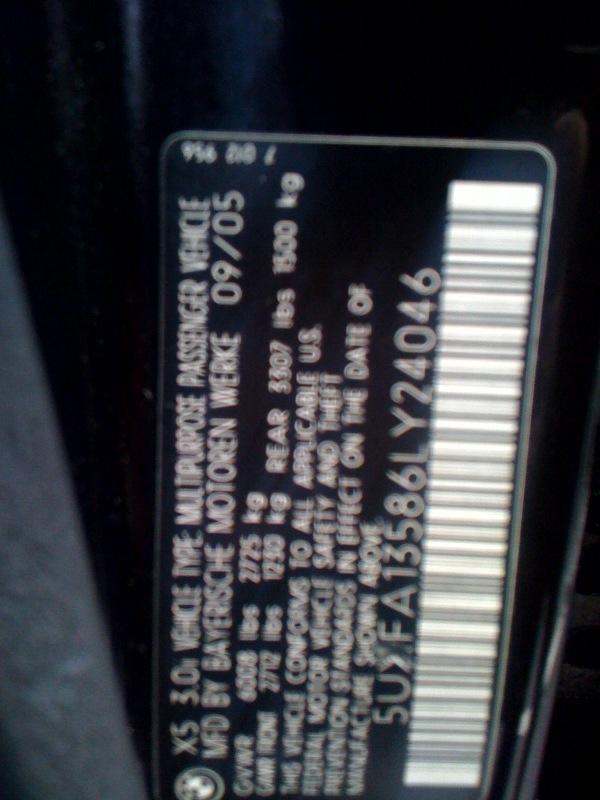 X5 3.0i VEHICLE TYPE: MULTIPURPOSE PASSENGER VEHICLE
MFD BY BAYERISCHE MOTOREN WERKE 09/05
GVWR 6008 lbs 2725 kg
GAWR FRONT 2712 lbs 1230 kg REAR 3307 lbs 1500 kg
THIS VEHICLE CONFORMS TO ALL APPLICABLE U.S.
FEDERAL MOTOR VEHICLE SAFETY AND THEFT
PREVENTION STANDARDS IN EFFECT ON THE DATE OF
MANUFACTURE SHOWN ABOVE
5UXFA13586LY24046
7 012 956